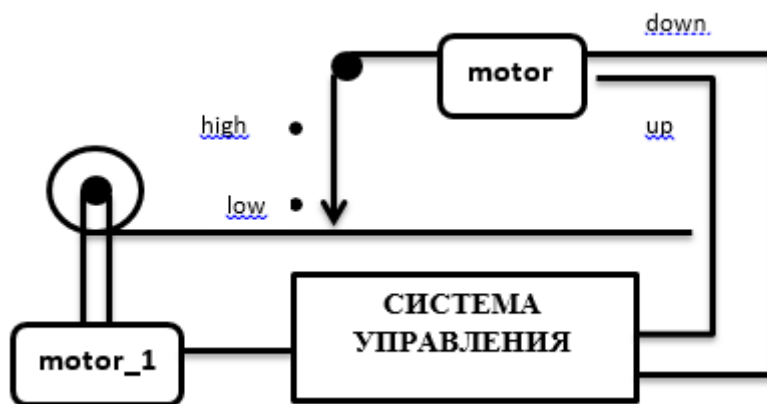 down
motor
high
up
low
СИСТЕМА
УПРАВЛЕНИЯ
motor_1